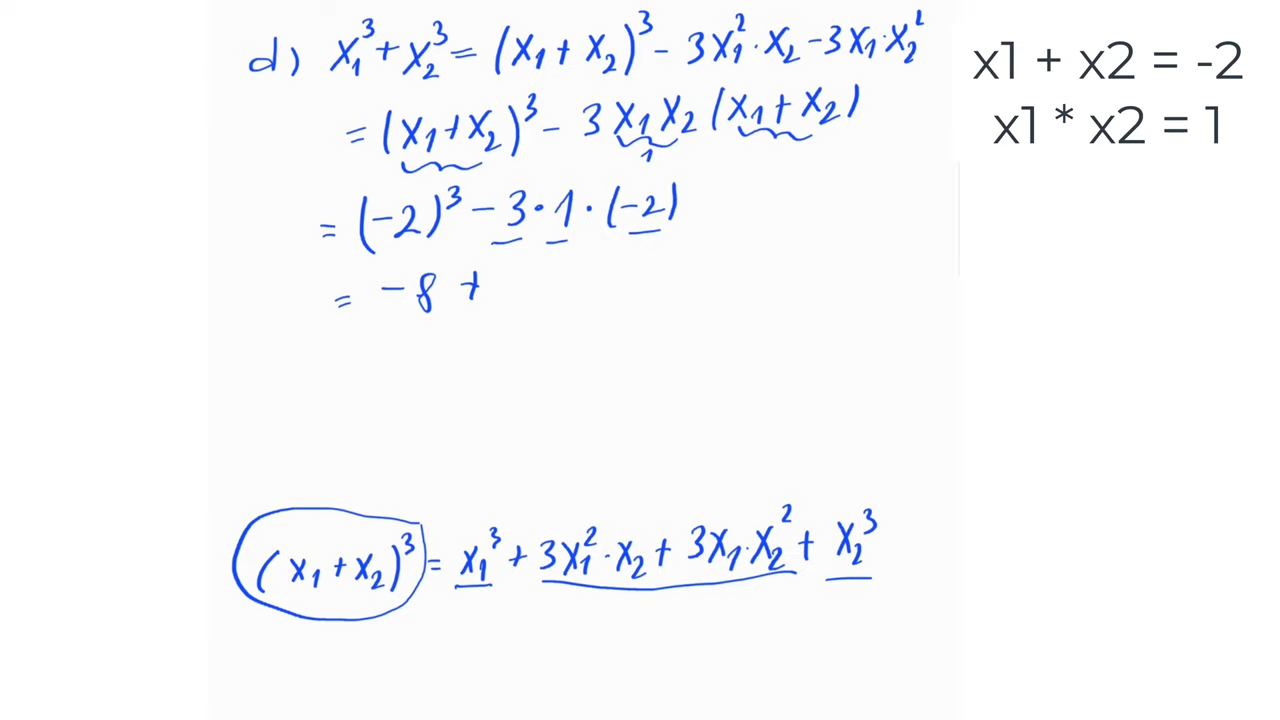 d) x₁³ + x₂³ = (x₁ + x₂)³ - 3x₁² · x₂ - 3x₁ · x₂²
= (x₁ + x₂)³ - 3x₁x₂ (x₁ + x₂)
1
= (-2)³ - 3 · 1 · (-2)
= -8 +
(x₁ + x₂)³ = x₁³ + 3x₁² · x₂ + 3x₁ · x₂² + x₂³
x1 + x2 = -2
x1 * x2 = 1